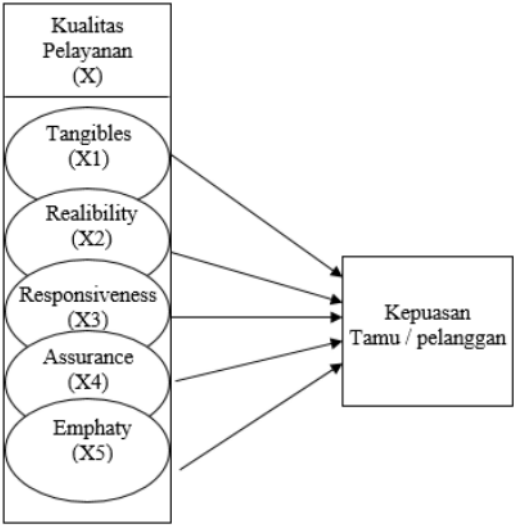 Kualitas
Pelayanan
(X)
Tangibles
(X1)
Realibility
(X2)
Responsiveness
(X3)
Assurance
(X4)
Emphaty
(X5)
Kepuasan
Tamu / pelanggan